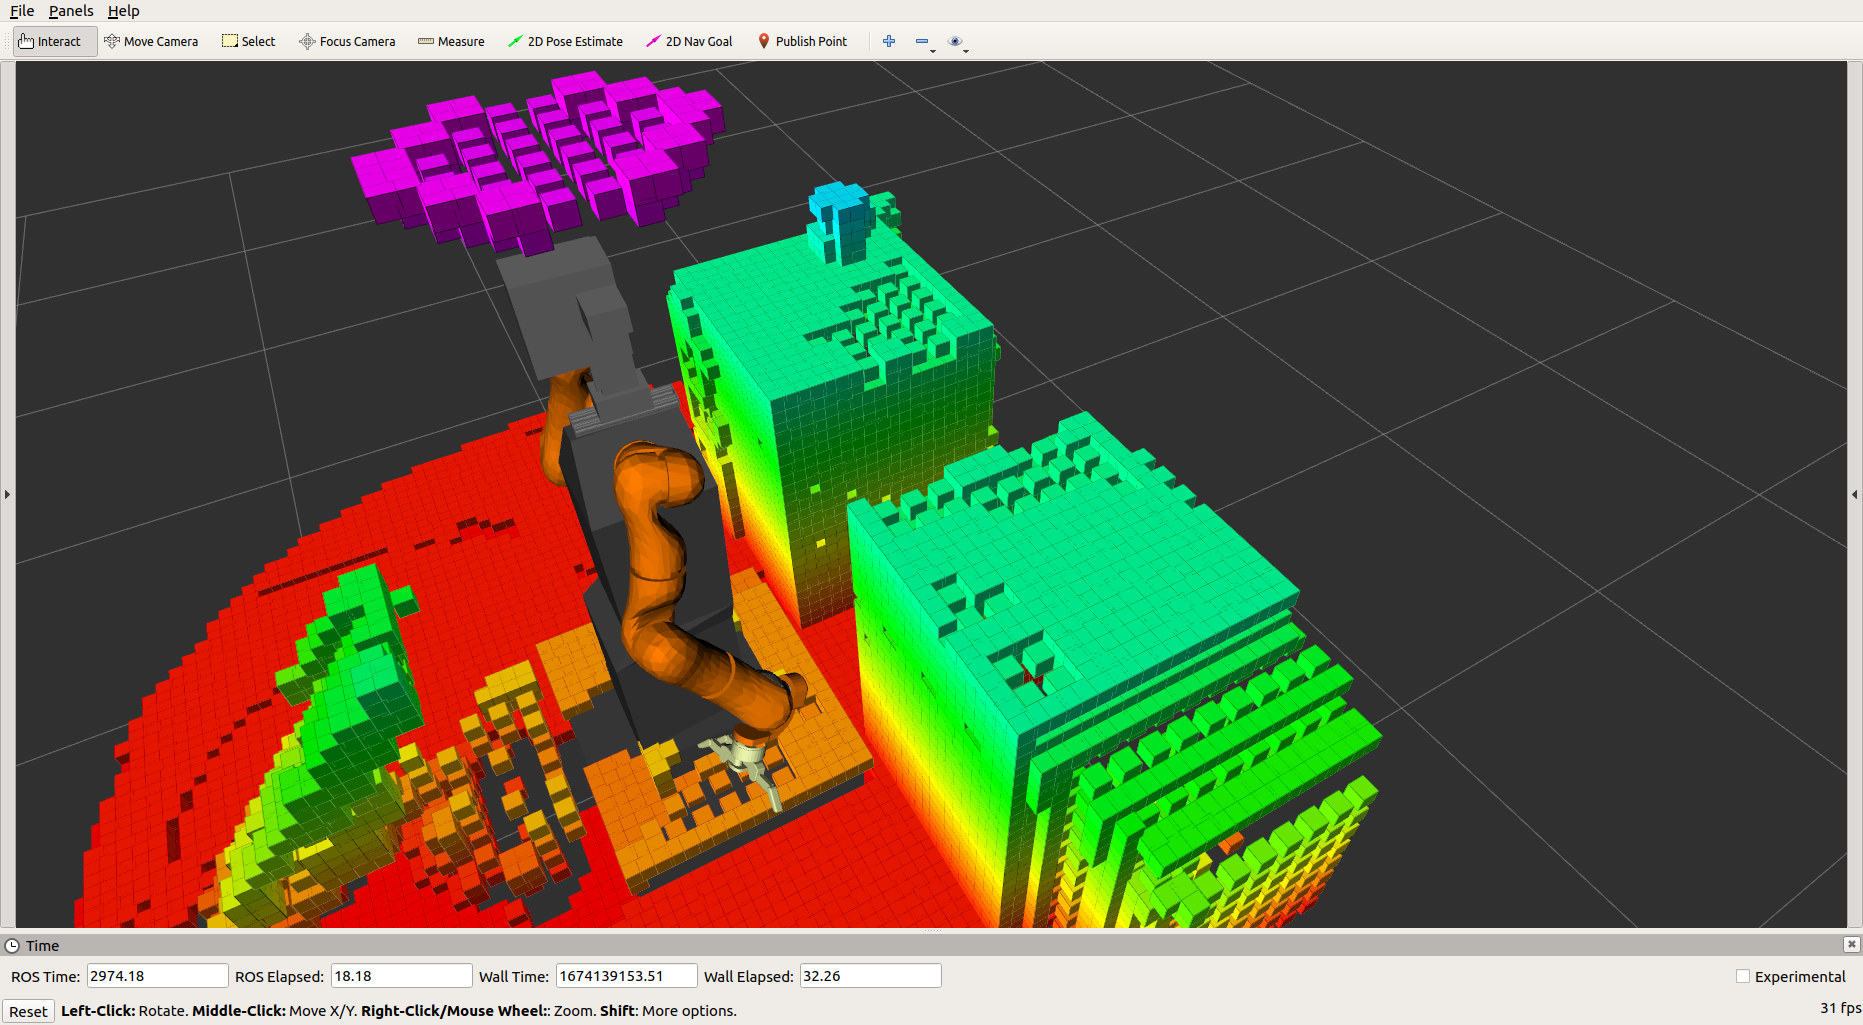 File Panels Help
Interact Move Camera Select Focus Camera Measure 2D Pose Estimate 2D Nav Goal Publish Point
Time
ROS Time: 2974.18 ROS Elapsed: 18.18 Wall Time: 1674139153.51 Wall Elapsed: 32.26 Experimental
Reset Left-Click: Rotate. Middle-Click: Move X/Y. Right-Click/Mouse Wheel:: Zoom. Shift: More options. 31 fps